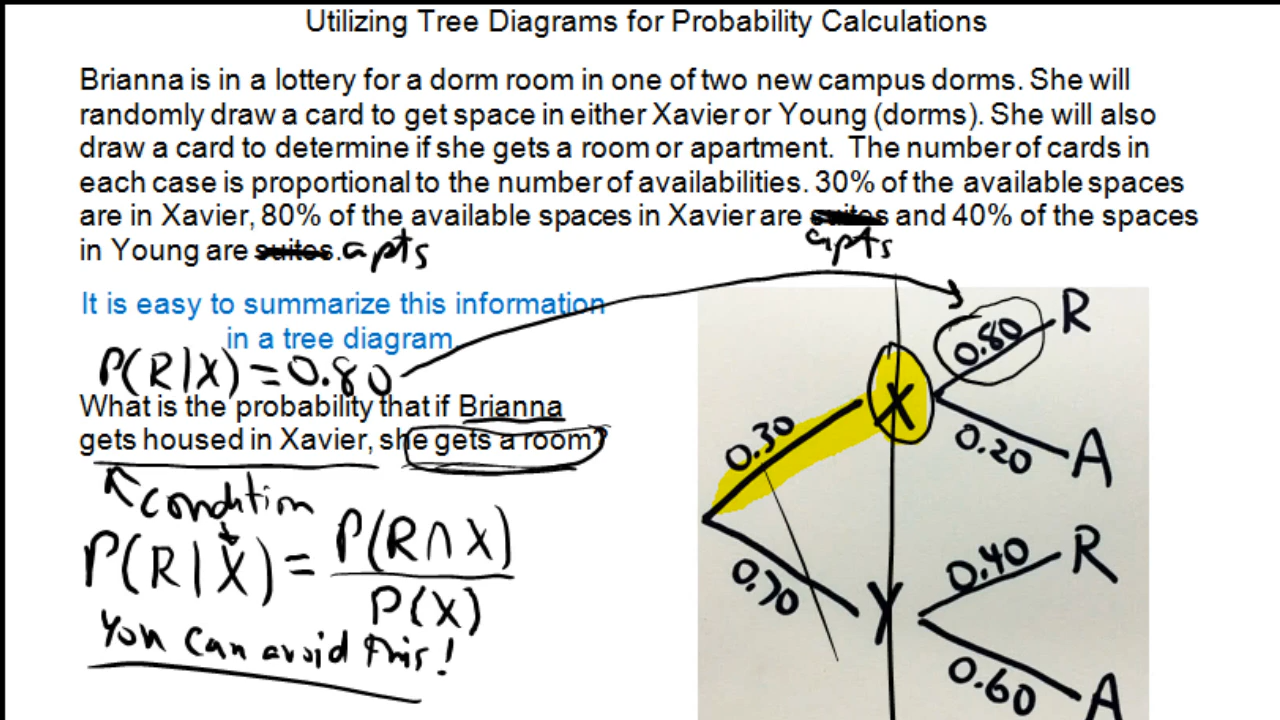 Utilizing Tree Diagrams for Probability Calculations
Brianna is in a lottery for a dorm room in one of two new campus dorms. She will
randomly draw a card to get space in either Xavier or Young (dorms). She will also
draw a card to determine if she gets a room or apartment. The number of cards in
each case is proportional to the number of availabilities. 30% of the available spaces
are in Xavier, 80% of the available spaces in Xavier are suites and 40% of the spaces
apts
in Young are suites. apts
It is easy to summarize this information
in a tree diagram.
P(R|X) = 0.80
What is the probability that if Brianna
gets housed in Xavier, she gets a room?
condition
P(R|X) = P(R∩X)
P(X)
You can avoid this!
0.80 R
X
0.30
0.20 A
0.70
Y
0.40 R
0.60 A